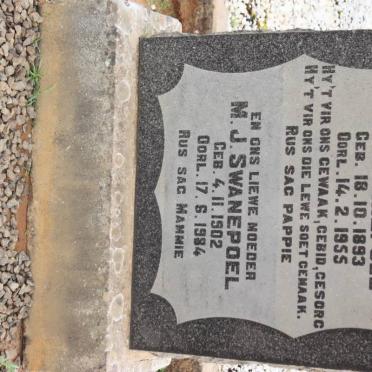 GEB. 18.10.1893
OORL. 14.2.1955
HY'T VIR ONS GEWAAK, GEBID, GESORG
HY'T VIR ONS DIE LEWE SOET GEMAAK.
RUS SAG PAPPIE
EN ONS LIEWE MOEDER
M.J. SWANEPOEL
GEB. 4.11.1902
OORL. 17.6.1984
RUS SAG MAMMIE